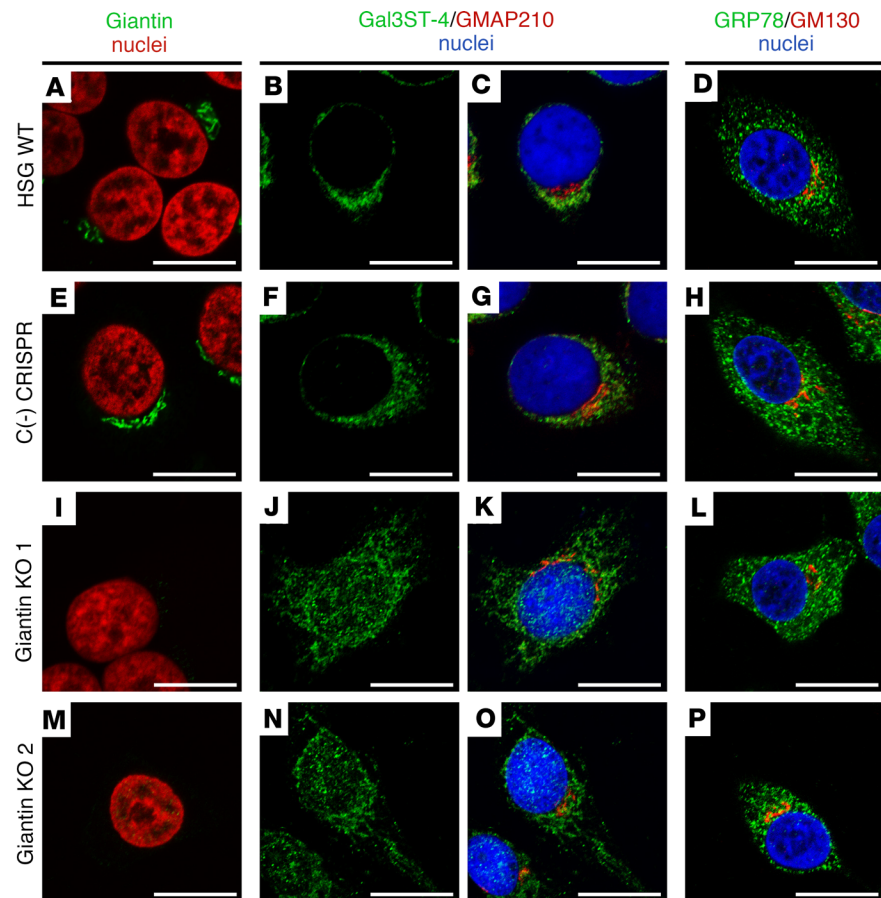 Giantin
nuclei
Gal3ST-4/GMAP210
nuclei
GRP78/GM130
nuclei
HSG WT
A
B
C
D
C(-) CRISPR
E
F
G
H
Giantin KO 1
I
J
K
L
Giantin KO 2
M
N
O
P